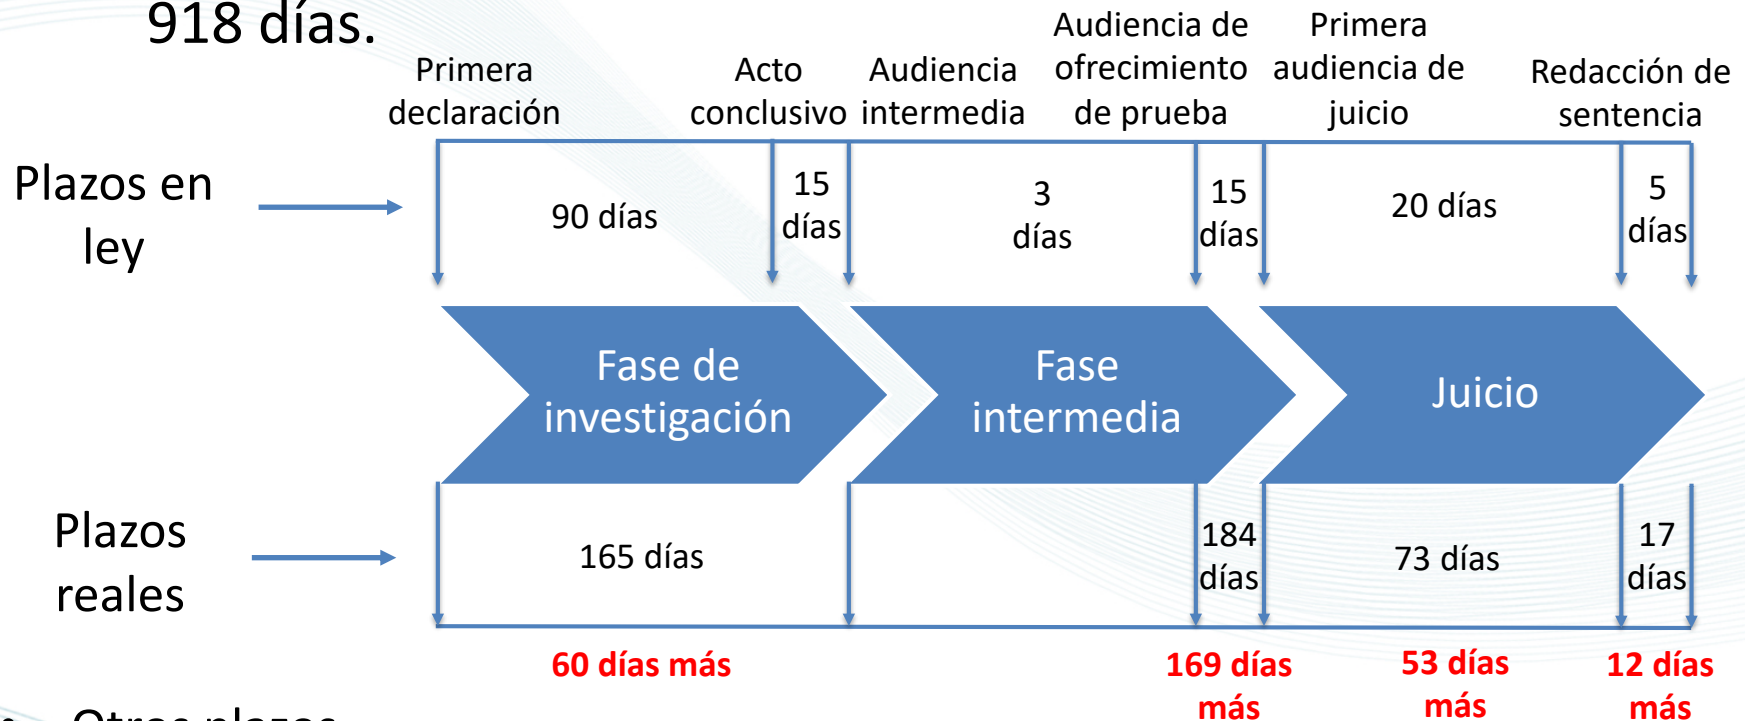 918 días.
Primera
declaración
Acto
conclusivo
Audiencia
intermedia
Audiencia de
ofrecimiento
de prueba
Primera
audiencia de
juicio
Redacción de
sentencia
Plazos en
ley
90 días
15
días
3
días
15
días
20 días
5
días
Fase de
investigación
Fase
intermedia
Juicio
Plazos
reales
165 días
184
días
73 días
17
días
60 días más
169 días
más
53 días
más
12 días
más
Otros plazos